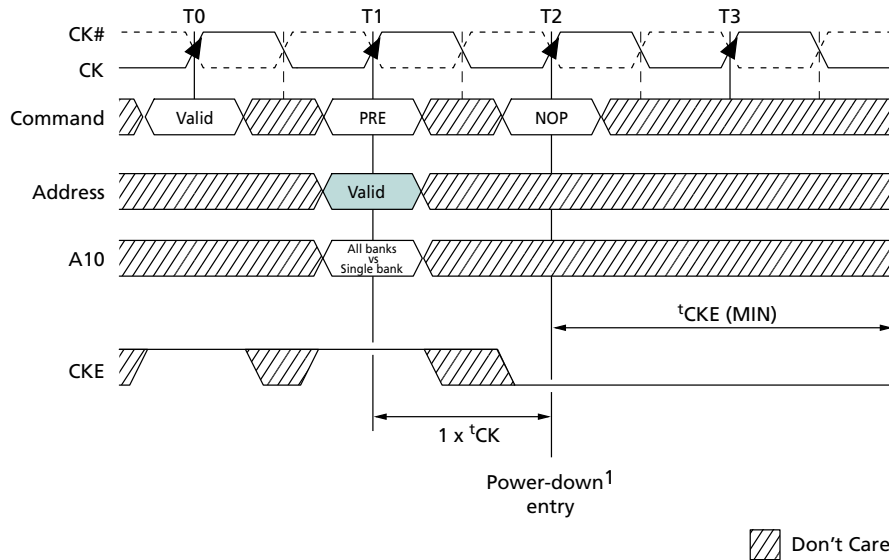 T0 T1 T2 T3
CK#
CK
Command Valid PRE NOP
Address Valid
A10 All banks
vs
Single bank
tCKE (MIN)
CKE
1 x tCK
Power-down1
entry
Don't Care